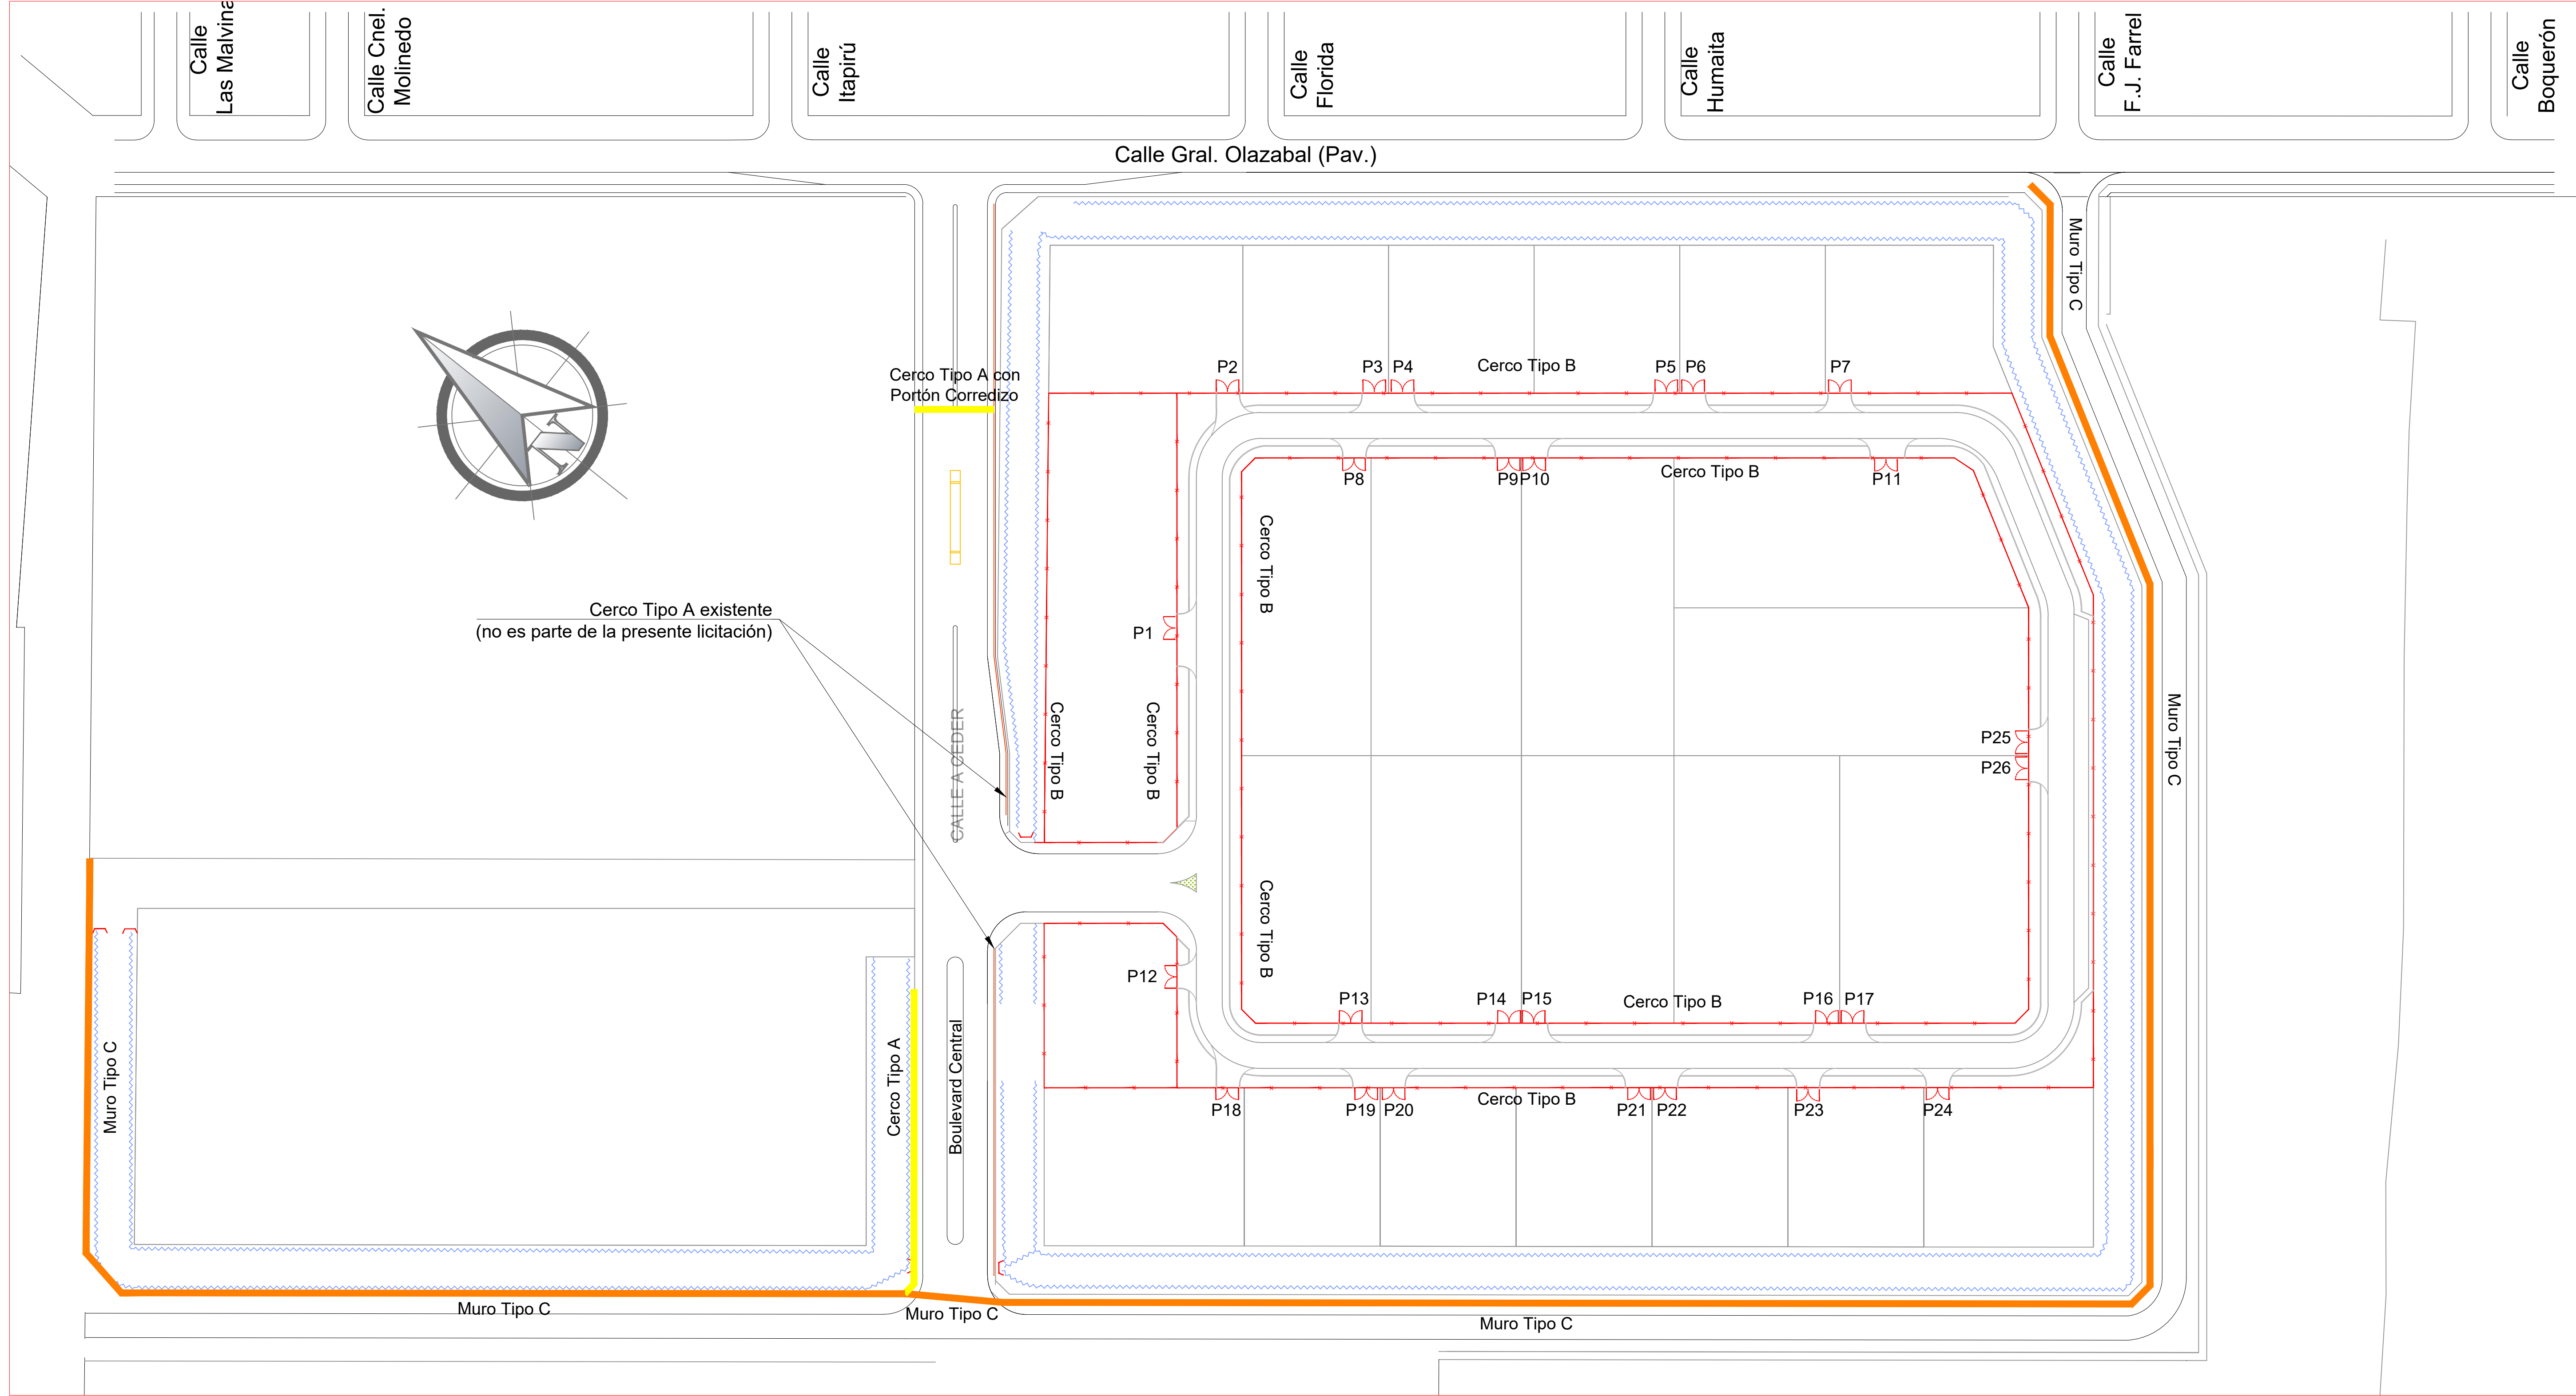 Calle
Las Malvina
Calle Cnel.
Molinedo
Calle
Itapirú
Calle
Florida
Calle
Humaita
Calle
F.J. Farrel
Calle
Boquerón
Calle Gral. Olazabal (Pav.)
Muro Tipo C
N
Cerco Tipo A con
Portón Corredizo
P2
P3
P4
Cerco Tipo B
P5
P6
P7
P8
P9
P10
Cerco Tipo B
P11
Cerco Tipo B
Cerco Tipo A existente
(no es parte de la presente licitación)
P1
CALLE A CEDER
Cerco Tipo B
Cerco Tipo B
P25
P26
Muro Tipo C
Cerco Tipo B
P12
P13
P14
P15
Cerco Tipo B
P16
P17
Muro Tipo C
Cerco Tipo A
Boulevard Central
P18
P19
P20
Cerco Tipo B
P21
P22
P23
P24
Muro Tipo C
Muro Tipo C
Muro Tipo C